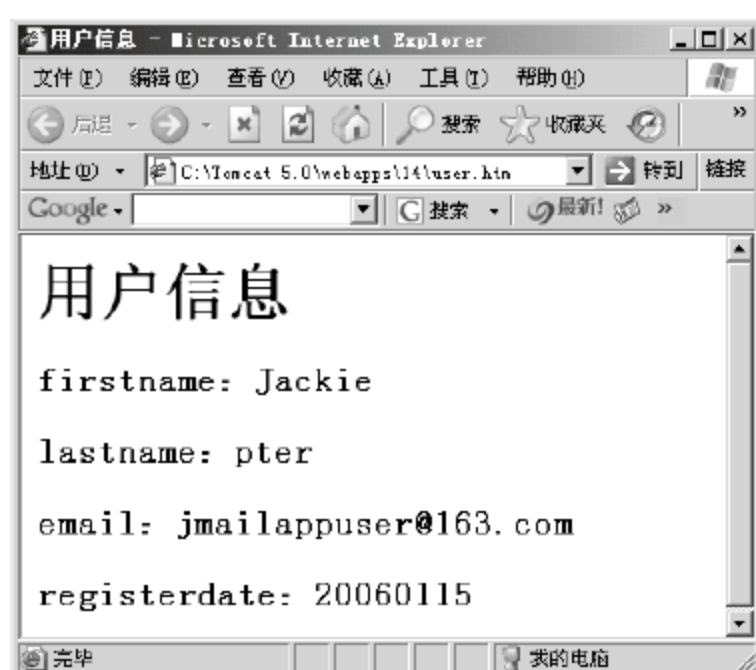 用户信息 - Microsoft Internet Explorer
文件(F) 编辑(E) 查看(V) 收藏(A) 工具(T) 帮助(H)
后退 搜索 收藏夹 »
地址(D) C:\Tomcat 5.0\webapps\14\user.htm 转到 链接
Google G 搜索 最新! »
用户信息
firstname: Jackie
lastname: pter
email: jmailappuser@163.com
registerdate: 20060115
完毕 我的电脑